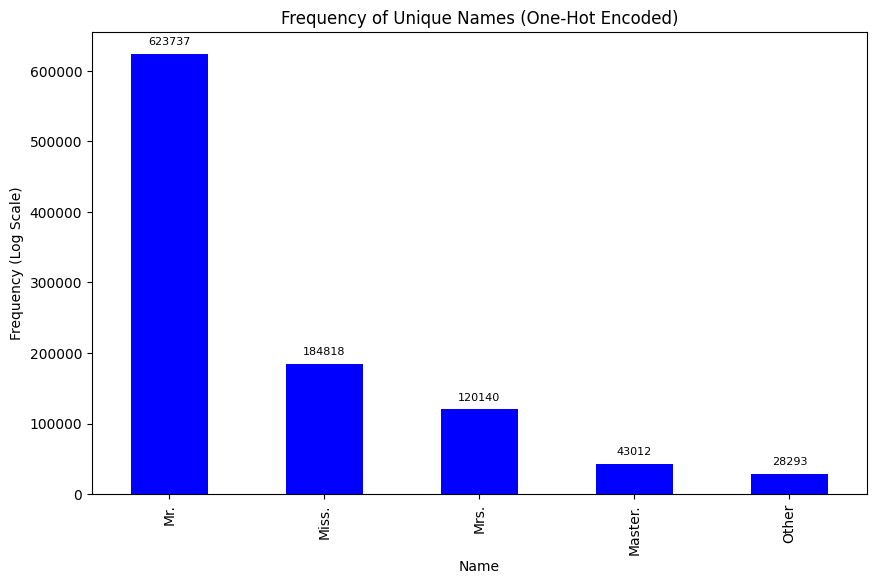 Frequency of Unique Names (One-Hot Encoded)
623737
600000
500000
400000
300000
200000
100000
0
Frequency (Log Scale)
184818
120140
43012
28293
Mr.
Miss.
Mrs.
Master.
Other
Name